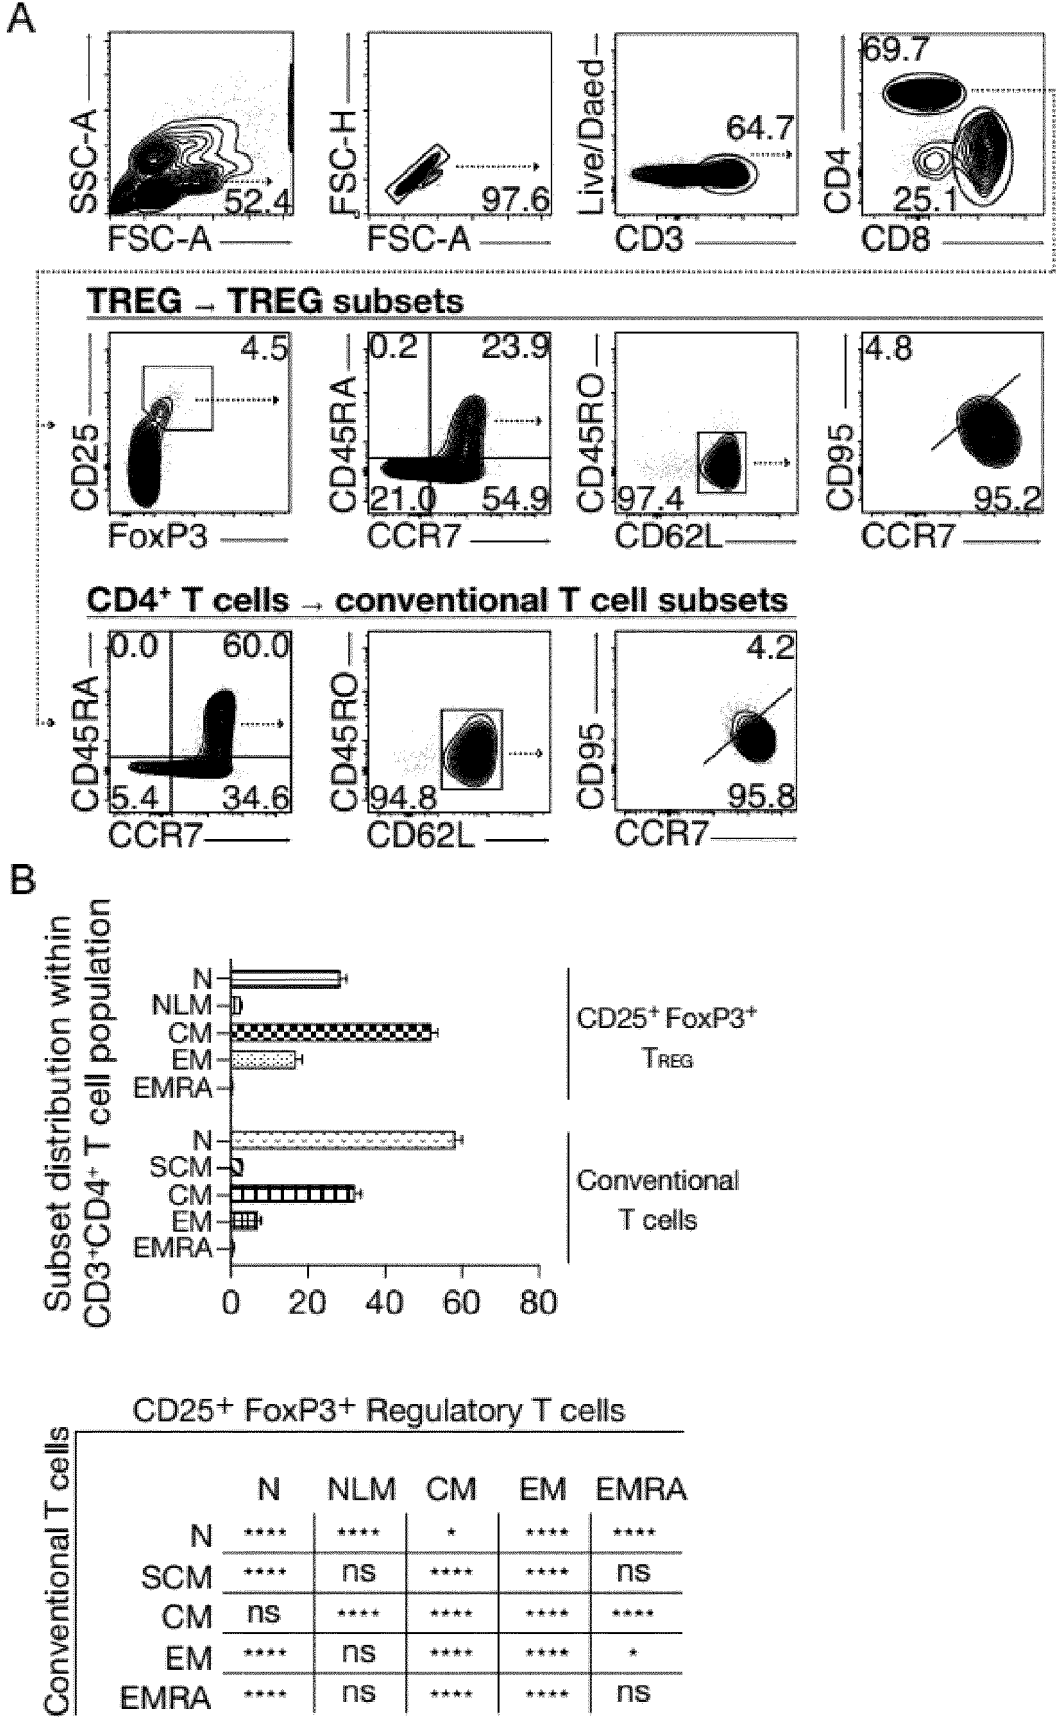 A
SSC-A
52.4
FSC-A
FSC-H
97.6
FSC-A
Live/Daed
64.7
CD3
CD4
69.7
25.1
CD8
TREG → TREG subsets
CD25
4.5
FoxP3
CD45RA
0.2 23.9
21.0 54.9
CCR7
CD45RO
97.4
CD62L
CD95
4.8
95.2
CCR7
CD4+ T cells → conventional T cell subsets
CD45RA
0.0 60.0
5.4 34.6
CCR7
CD45RO
94.8
CD62L
CD95
4.2
95.8
CCR7
B
Subset distribution within
CD3+CD4+ T cell population
N
NLM
CM
EM
EMRA
CD25+ FoxP3+
TREG
N
SCM
CM
EM
EMRA
Conventional
T cells
0 20 40 60 80
CD25+ FoxP3+ Regulatory T cells
Conventional T cells
N NLM CM EM EMRA
N **** **** * **** ****
SCM **** ns **** **** ns
CM ns **** **** **** ****
EM **** ns **** **** *
EMRA **** ns **** **** ns